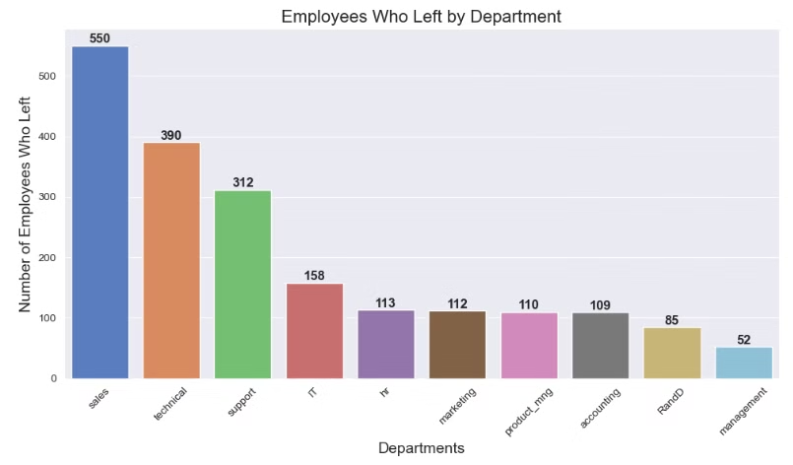 Employees Who Left by Department
Number of Employees Who Left
500
400
300
200
100
0
550
390
312
158
113
112
110
109
85
52
sales
technical
support
IT
hr
marketing
product_mng
accounting
RandD
management
Departments